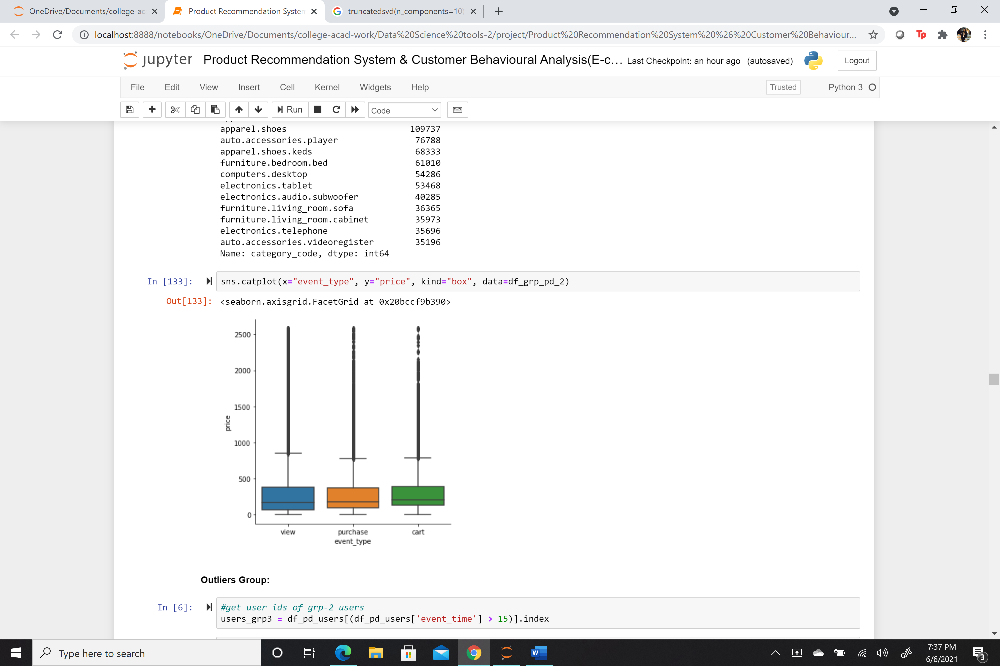 OneDrive/Documents/college-ac
Product Recommendation System
truncatedsvd(n_components=10)
localhost:8888/notebooks/OneDrive/Documents/college-acad-work/Data%20Science%20tools-2/project/Product%20Recommendation%20System%20%26%20Customer%20Behaviour...
Tp
jupyter Product Recommendation System & Customer Behavioural Analysis(E-c... Last Checkpoint: an hour ago (autosaved)
Logout
File Edit View Insert Cell Kernel Widgets Help
Trusted
Python 3
Run
Code
apparel.shoes 109737
auto.accessories.player 76788
apparel.shoes.keds 68333
furniture.bedroom.bed 61010
computers.desktop 54286
electronics.tablet 53468
electronics.audio.subwoofer 40285
furniture.living_room.sofa 36365
furniture.living_room.cabinet 35973
electronics.telephone 35696
auto.accessories.videoregister 35196
Name: category_code, dtype: int64
In [133]: sns.catplot(x="event_type", y="price", kind="box", data=df_grp_pd_2)
Out[133]: <seaborn.axisgrid.FacetGrid at 0x20bccf9b390>
2500
2000
1500
price
1000
500
0
view purchase cart
event_type
Outliers Group:
In [6]: #get user ids of grp-2 users
users_grp3 = df_pd_users[(df_pd_users['event_time'] > 15)].index
Type here to search
W
7:37 PM
6/6/2021
3